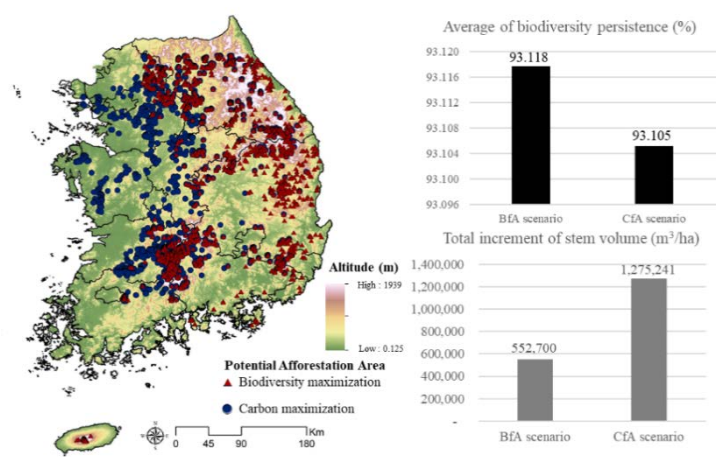 Altitude (m)
High : 1939
Low : 0.125
Potential Afforestation Area
Biodiversity maximization
Carbon maximization
Km
0 45 90 180
Average of biodiversity persistence (%)
93.120
93.116
93.112
93.108
93.104
93.100
93.096
93.118
93.105
BfA scenario CfA scenario
Total increment of stem volume (m³/ha)
1,400,000
1,200,000
1,000,000
800,000
600,000
400,000
200,000
-
552,700
1,275,241
BfA scenario CfA scenario